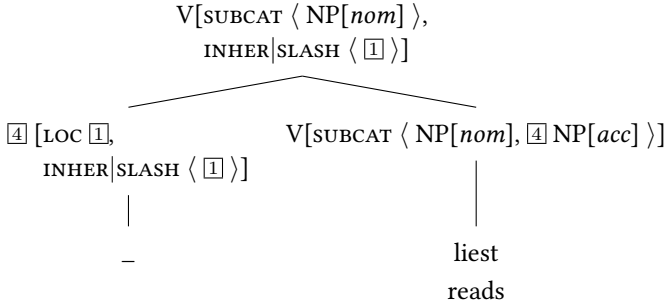 V[SUBCAT ⟨ NP[nom] ⟩,
INHER|SLASH ⟨ 1 ⟩]
4 [LOC 1,
INHER|SLASH ⟨ 1 ⟩]
V[SUBCAT ⟨ NP[nom], 4 NP[acc] ⟩]
_
liest
reads